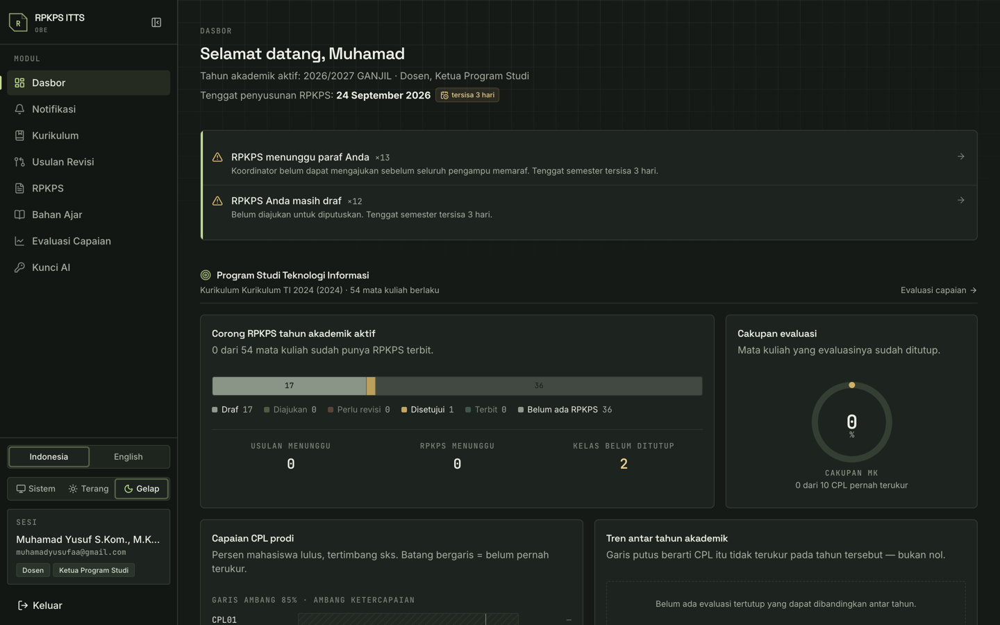 RPKPS ITTS
R
OBE
MODUL
Dasbor
Notifikasi
Kurikulum
Usulan Revisi
RPKPS
Bahan Ajar
Evaluasi Capaian
Kunci AI
Indonesia
English
Sistem
Terang
Gelap
SESI
Muhamad Yusuf S.Kom., M.K...
muhamadyusufaa@gmail.com
Dosen
Ketua Program Studi
Keluar
DASBOR
Selamat datang, Muhamad
Tahun akademik aktif: 2026/2027 GANJIL · Dosen, Ketua Program Studi
Tenggat penyusunan RPKPS: 24 September 2026 tersisa 3 hari
RPKPS menunggu paraf Anda ×13
Koordinator belum dapat mengajukan sebelum seluruh pengampu memaraf. Tenggat semester tersisa 3 hari.
RPKPS Anda masih draf ×12
Belum diajukan untuk diputuskan. Tenggat semester tersisa 3 hari.
Program Studi Teknologi Informasi
Kurikulum Kurikulum TI 2024 (2024) · 54 mata kuliah berlaku
Evaluasi capaian →
Corong RPKPS tahun akademik aktif
0 dari 54 mata kuliah sudah punya RPKPS terbit.
17
36
Draf 17
Diajukan 0
Perlu revisi 0
Disetujui 1
Terbit 0
Belum ada RPKPS 36
USULAN MENUNGGU
0
RPKPS MENUNGGU
0
KELAS BELUM DITUTUP
2
Cakupan evaluasi
Mata kuliah yang evaluasinya sudah ditutup.
0
%
CAKUPAN MK
0 dari 10 CPL pernah terukur
Capaian CPL prodi
Persen mahasiswa lulus, tertimbang sks. Batang bergaris = belum pernah
terukur.
GARIS AMBANG 85% · AMBANG KETERCAPAIAN
CPL01
—
Tren antar tahun akademik
Garis putus berarti CPL itu tidak terukur pada tahun tersebut — bukan nol.
Belum ada evaluasi tertutup yang dapat dibandingkan antar tahun.